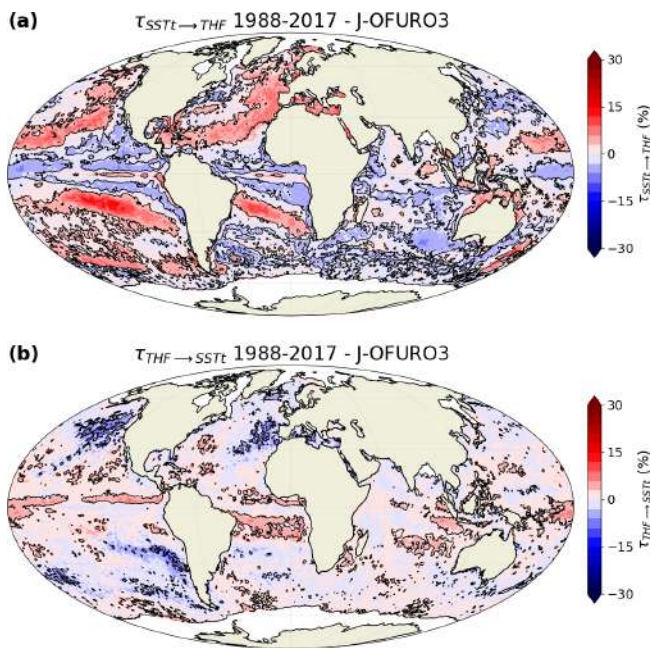 (a)
τSSTt→THF 1988-2017 - J-OFURO3
30
15
0
−15
−30
τSSTt→THF (%)
(b)
τTHF→SSTt 1988-2017 - J-OFURO3
30
15
0
−15
−30
τTHF→SSTt (%)